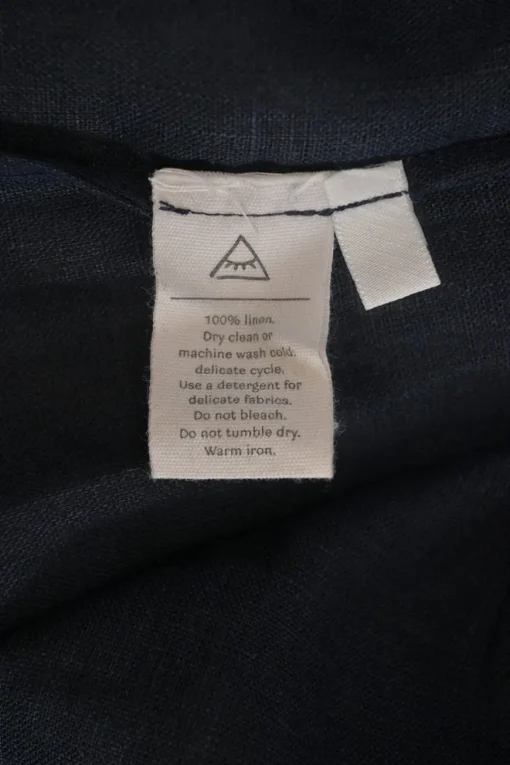 100% linen.
Dry clean or
machine wash cold.
delicate cycle.
Use a detergent for
delicate fabrics.
Do not bleach.
Do not tumble dry.
Warm iron.